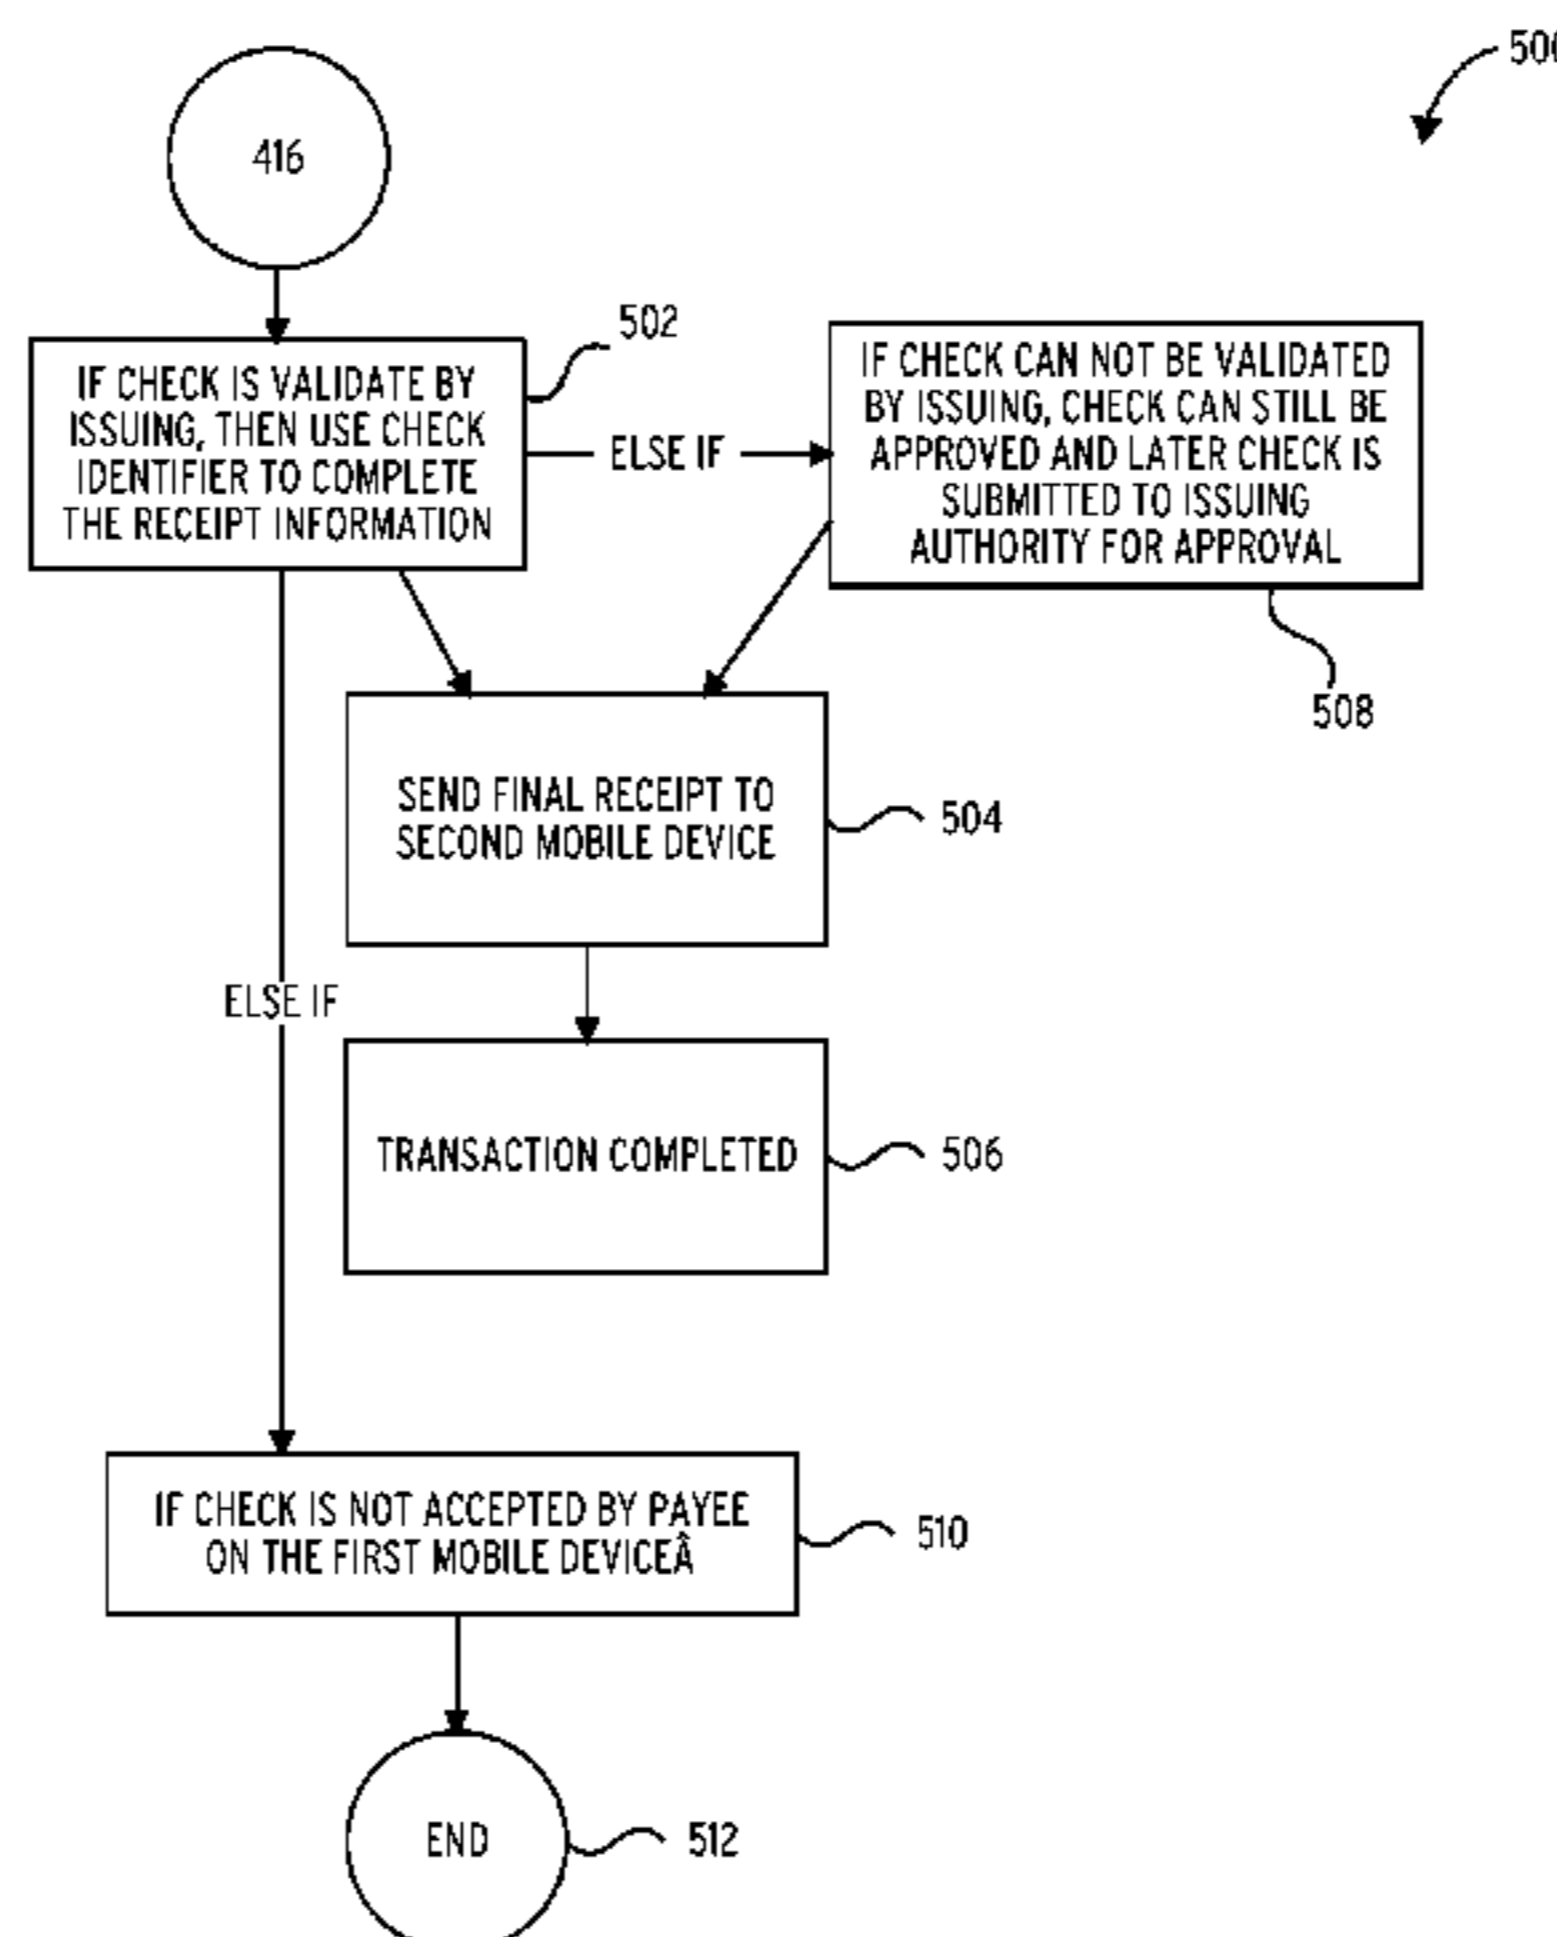 500
416
502
IF CHECK IS VALIDATE BY
ISSUING, THEN USE CHECK
IDENTIFIER TO COMPLETE
THE RECEIPT INFORMATION
ELSE IF
IF CHECK CAN NOT BE VALIDATED
BY ISSUING, CHECK CAN STILL BE
APPROVED AND LATER CHECK IS
SUBMITTED TO ISSUING
AUTHORITY FOR APPROVAL
508
SEND FINAL RECEIPT TO
SECOND MOBILE DEVICE
504
ELSE IF
TRANSACTION COMPLETED
506
IF CHECK IS NOT ACCEPTED BY PAYEE
ON THE FIRST MOBILE DEVICEÂ
510
END
512